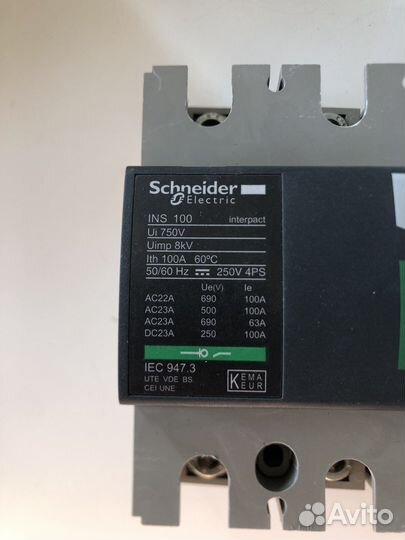 Schneider
Electric
INS 100 interpact
Ui 750V
Uimp 8kV
Ith 100A 60ºC
50/60 Hz 250V 4PS
Ue(V) Ie
AC22A 690 100A
AC23A 500 100A
AC23A 690 63A
DC23A 250 100A
IEC 947.3
UTE VDE BS
CEI UNE
KEMA
KEUR
Avito